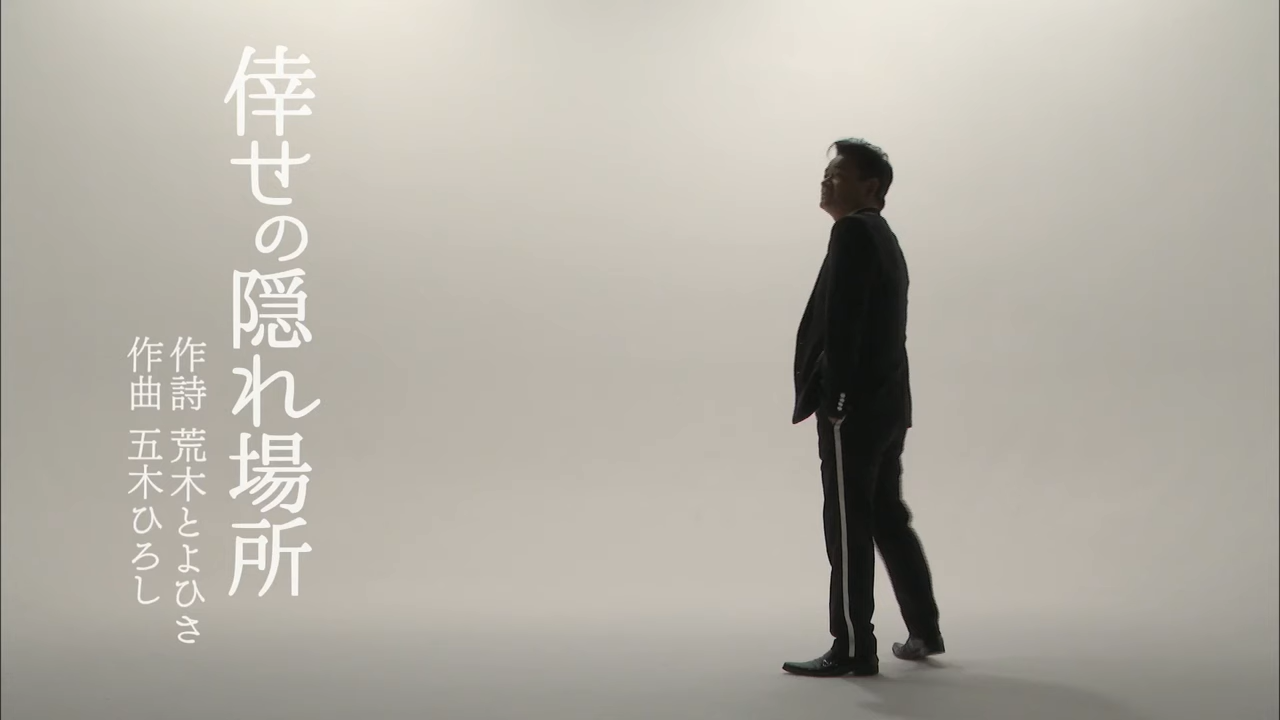 倖せの隠れ場所
作詩 荒木とよひさ
作曲 五木ひろし